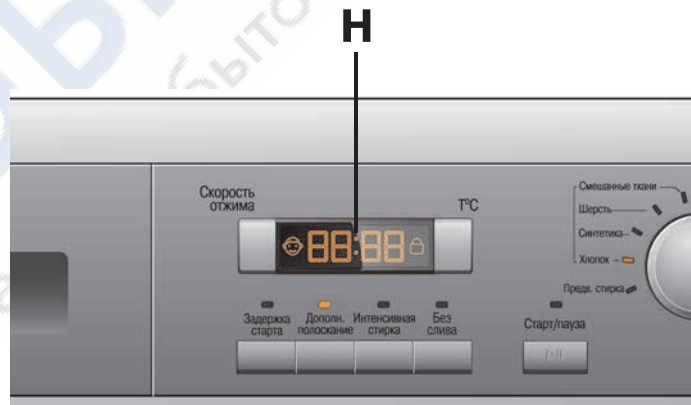 H
Скорость
отжима
88:88
T°C
Смешанные ткани
Шерсть
Синтетика
Хлопок
Предв. стирка
Задержка
старта
Дополн.
полоскание
Интенсивная
стирка
Без
слива
Старт/пауза